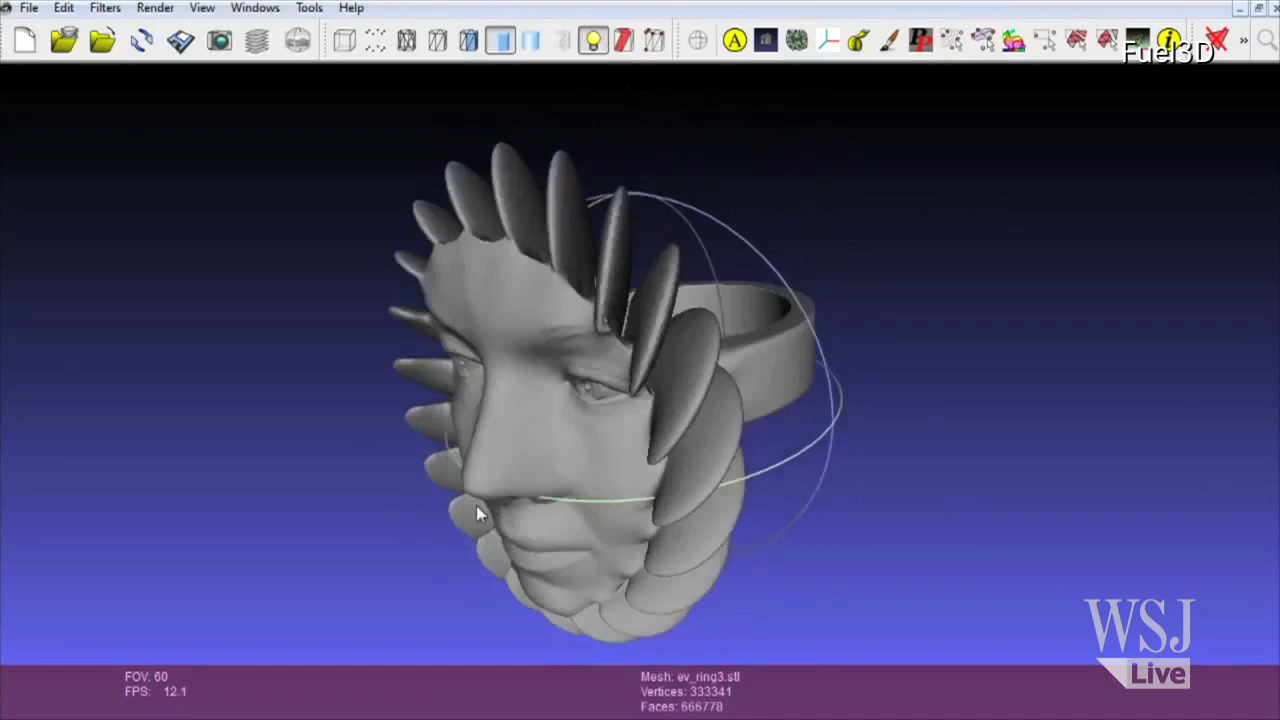 File Edit Filters Render View Windows Tools Help
A
i
Fuel3D
FOV: 60
FPS: 12.1
Mesh: ev_ring3.stl
Vertices: 333341
Faces: 666778
WSJ
Live